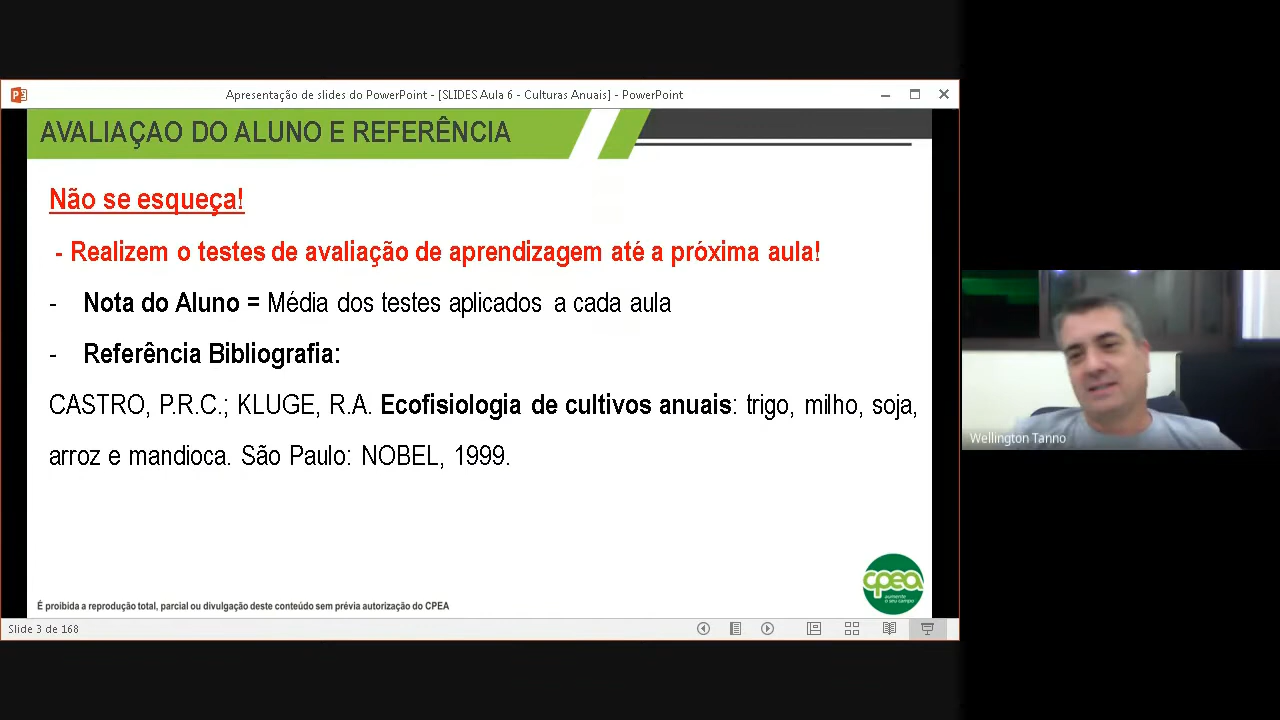 Apresentação de slides do PowerPoint - [SLIDES Aula 6 - Culturas Anuais] - PowerPoint
AVALIAÇAO DO ALUNO E REFERÊNCIA
Não se esqueça!
- Realizem o testes de avaliação de aprendizagem até a próxima aula!
- Nota do Aluno = Média dos testes aplicados a cada aula
- Referência Bibliografia:
CASTRO, P.R.C.; KLUGE, R.A. Ecofisiologia de cultivos anuais: trigo, milho, soja,
arroz e mandioca. São Paulo: NOBEL, 1999.
cpea
aumente
o seu campo
É proibida a reprodução total, parcial ou divulgação deste conteúdo sem prévia autorização do CPEA
Slide 3 de 168
Wellington Tanno